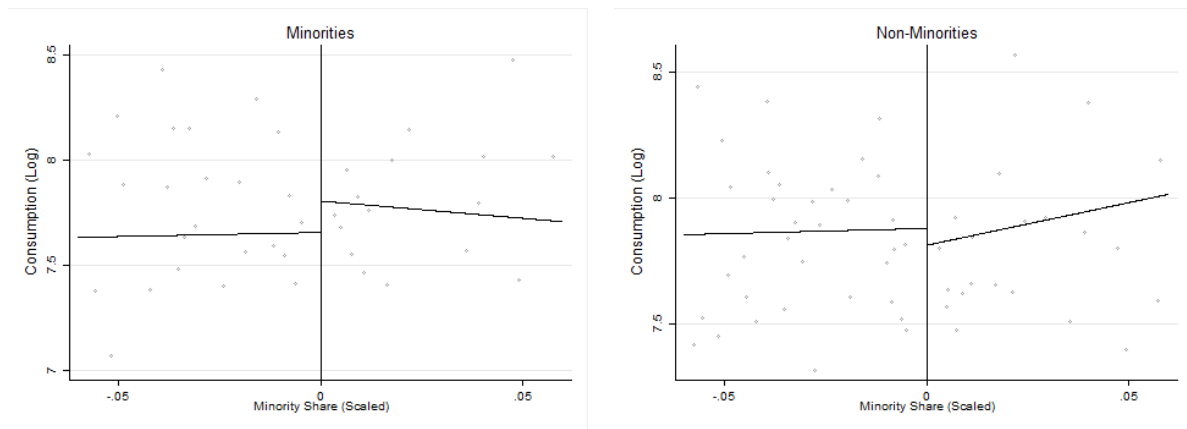 Minorities
8.5
8
7.5
7
Consumption (Log)
-.05
0
.05
Minority Share (Scaled)
Non-Minorities
8.5
8
7.5
Consumption (Log)
-.05
0
.05
Minority Share (Scaled)